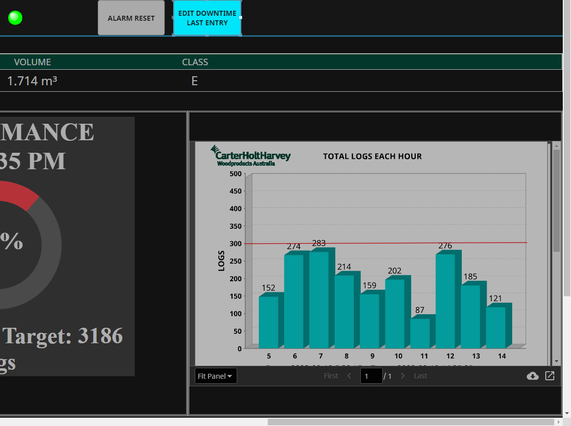 ALARM RESET
EDIT DOWNTIME
LAST ENTRY
VOLUME CLASS
1.714 m³ E
MANCE
35 PM
%
Target: 3186
gs
CarterHoltHarvey
Woodproducts Australia
TOTAL LOGS EACH HOUR
LOGS
500
450
400
350
300
250
200
150
100
50
0
152 274 283 214 159 202 87 276 185 121
5 6 7 8 9 10 11 12 13 14
Fit Panel First 1 / 1 Last